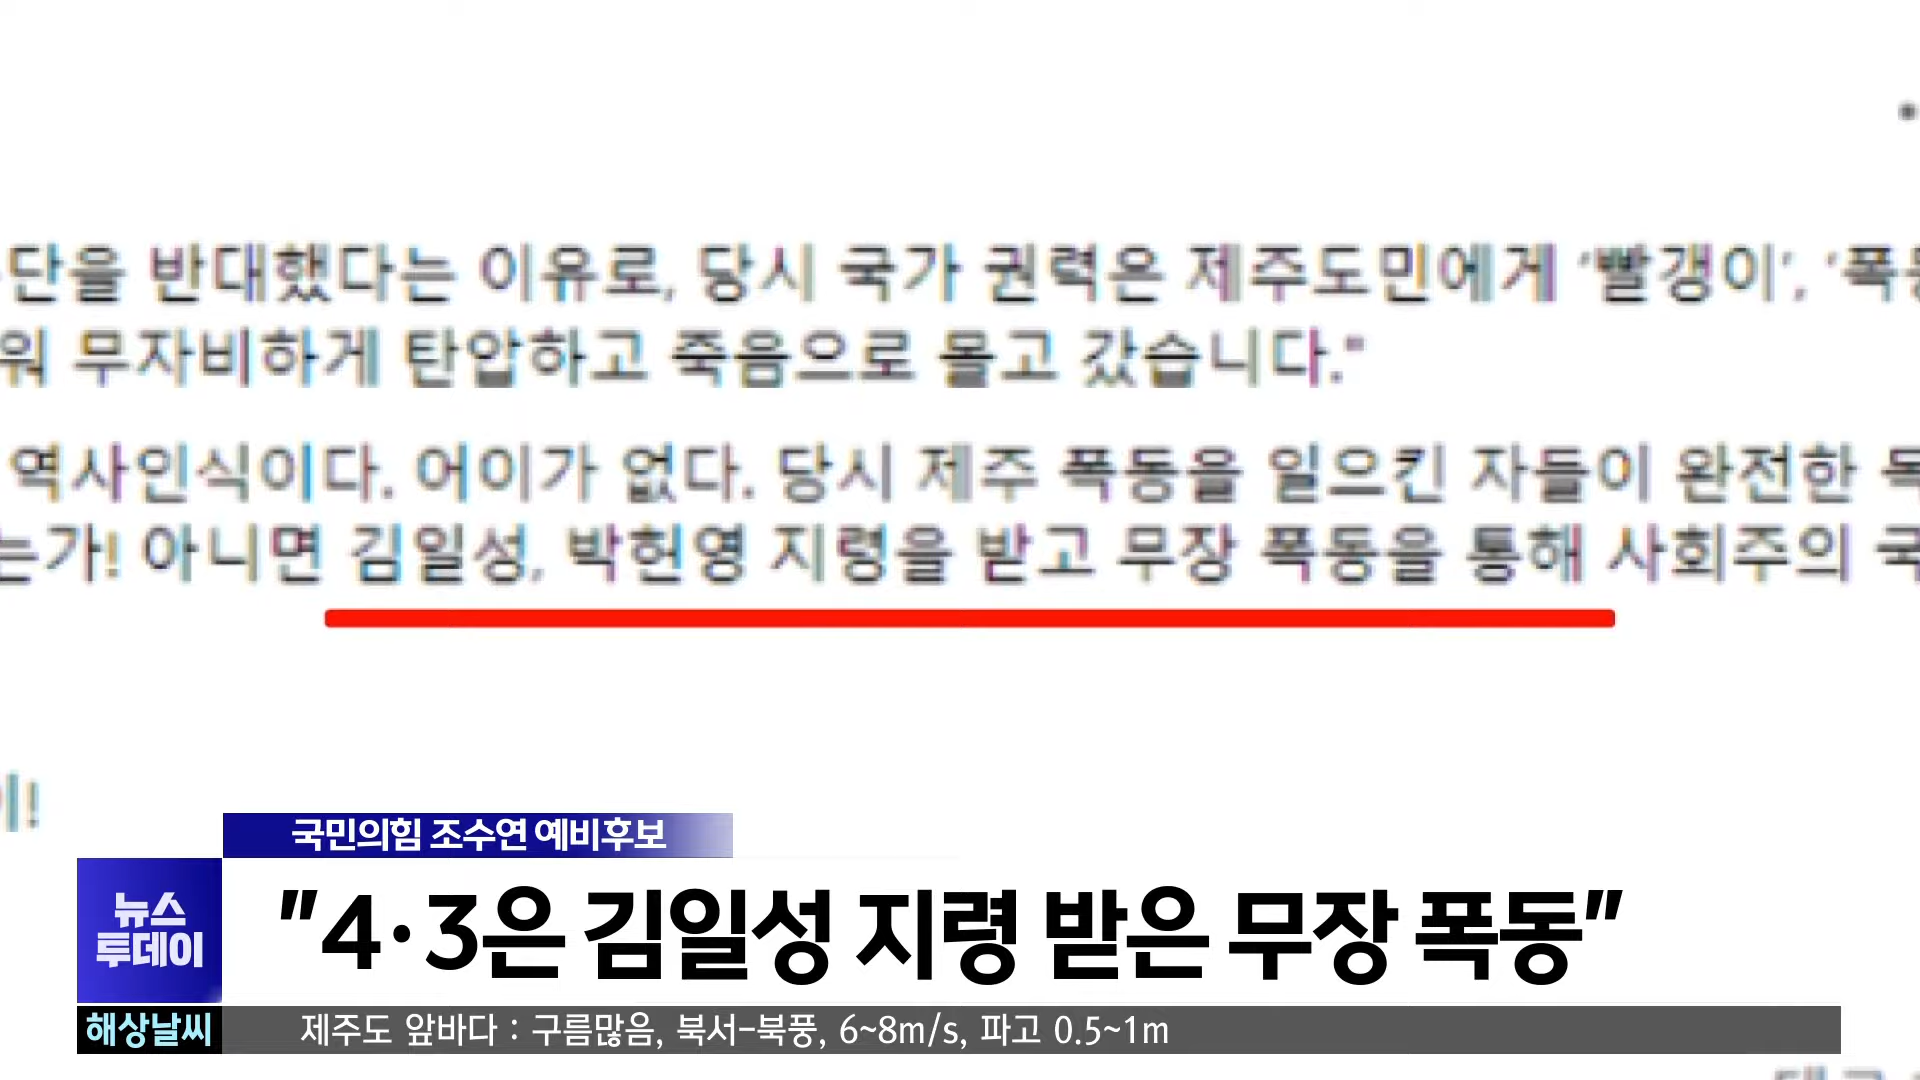 단을 반대했다는 이유로, 당시 국가 권력은 제주도민에게 '빨갱이', '폭
워 무자비하게 탄압하고 죽음으로 몰고 갔습니다."
역사인식이다. 어이가 없다. 당시 제주 폭동을 일으킨 자들이 완전한
는가! 아니면 김일성, 박헌영 지령을 받고 무장 폭동을 통해 사회주의 국
이!
국민의힘 조수연 예비후보
뉴스
투데이
"4·3은 김일성 지령 받은 무장 폭동"
해상날씨 제주도 앞바다 : 구름많음, 북서-북풍, 6~8m/s, 파고 0.5~1m